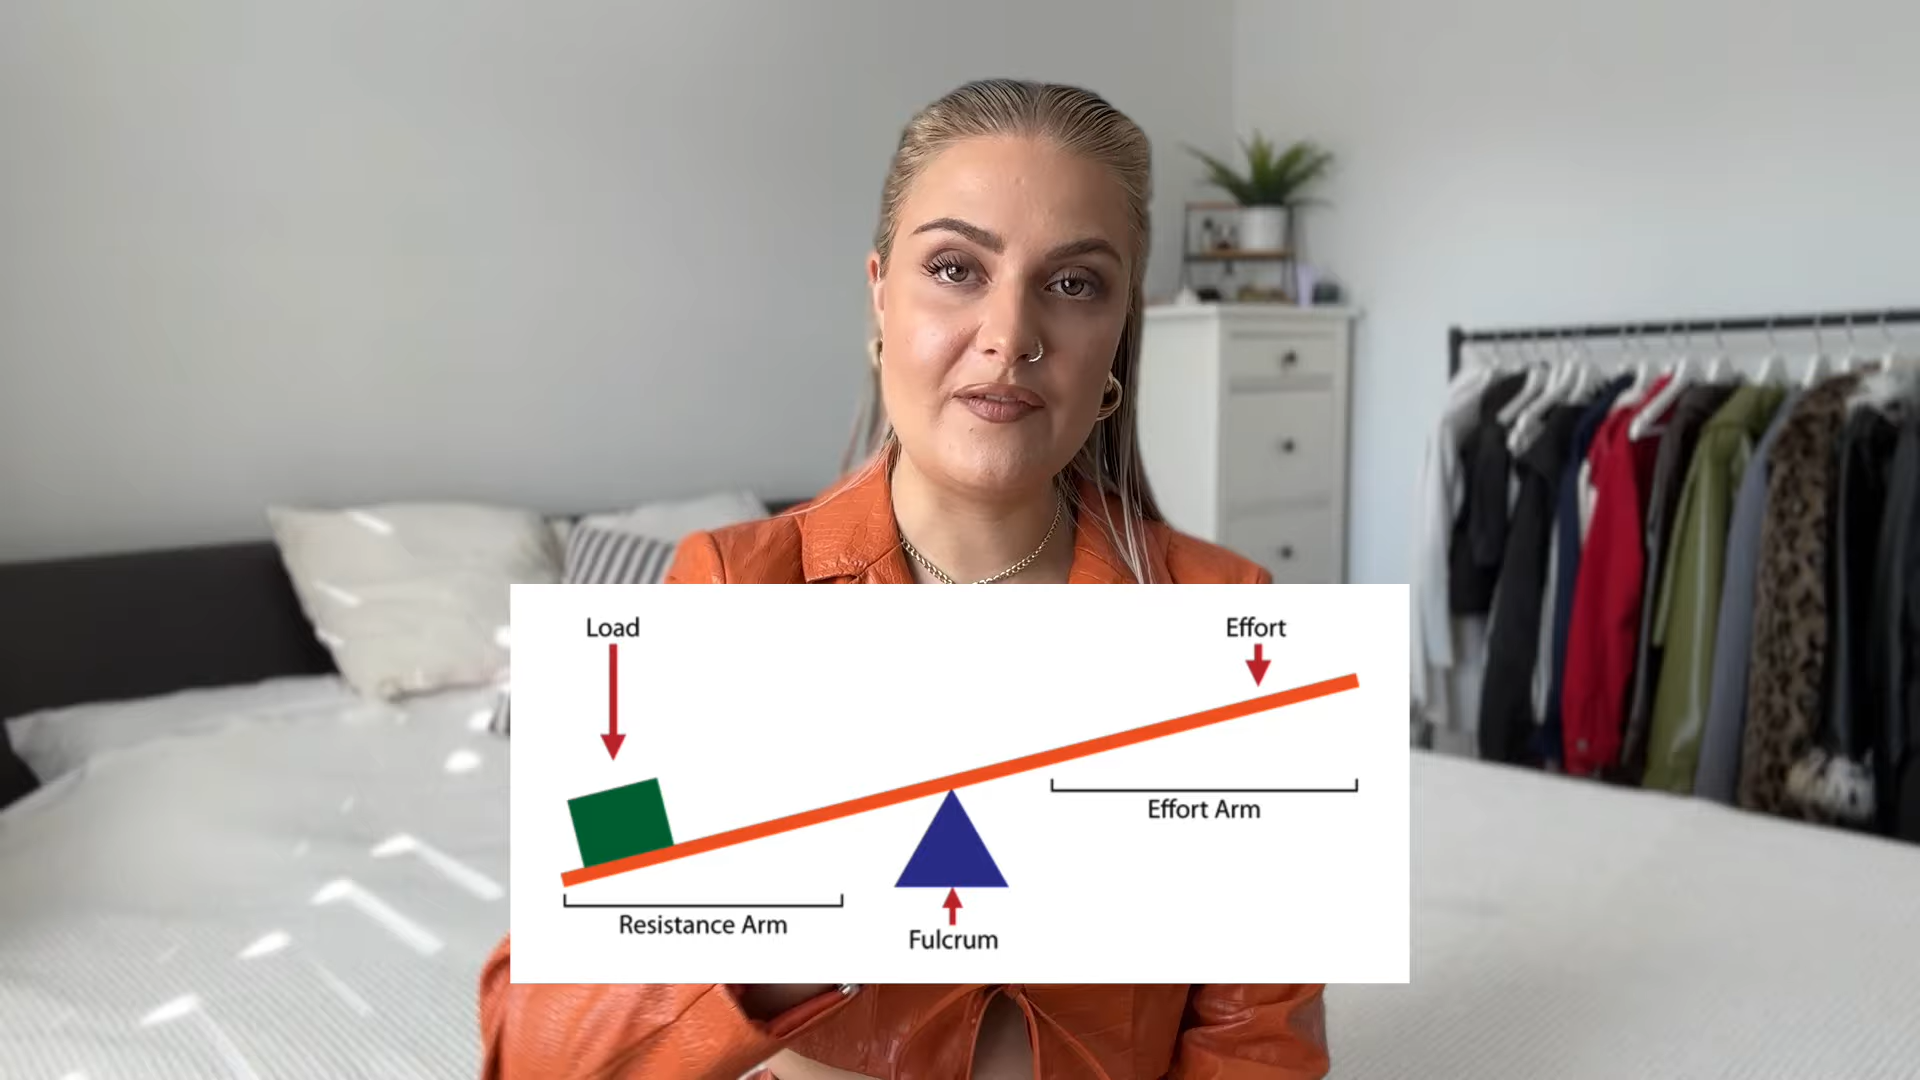 Load
Effort
Effort Arm
Resistance Arm
Fulcrum